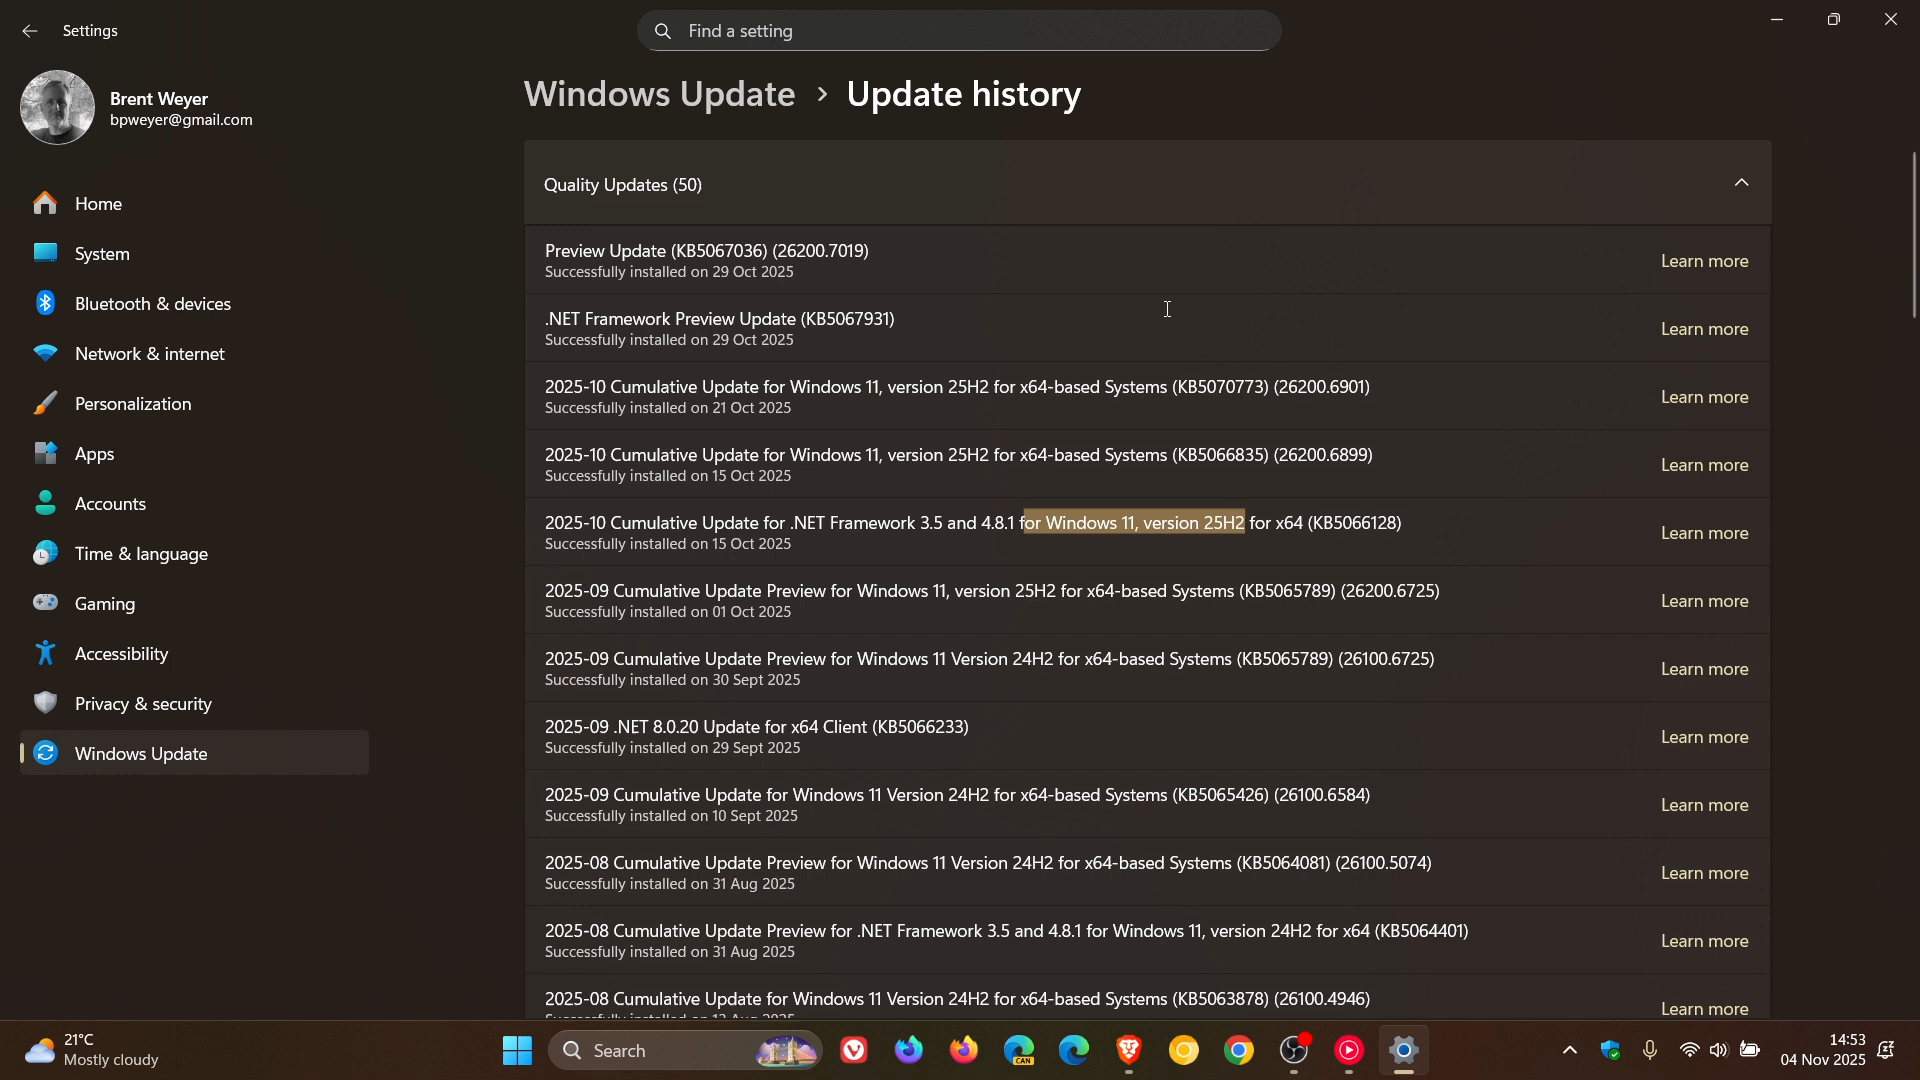 Settings
Find a setting
Brent Weyer
bpweyer@gmail.com
Home
System
Bluetooth & devices
Network & internet
Personalization
Apps
Accounts
Time & language
Gaming
Accessibility
Privacy & security
Windows Update
Windows Update > Update history
Quality Updates (50)
Preview Update (KB5067036) (26200.7019)
Successfully installed on 29 Oct 2025
Learn more
.NET Framework Preview Update (KB5067931)
Successfully installed on 29 Oct 2025
Learn more
2025-10 Cumulative Update for Windows 11, version 25H2 for x64-based Systems (KB5070773) (26200.6901)
Successfully installed on 21 Oct 2025
Learn more
2025-10 Cumulative Update for Windows 11, version 25H2 for x64-based Systems (KB5066835) (26200.6899)
Successfully installed on 15 Oct 2025
Learn more
2025-10 Cumulative Update for .NET Framework 3.5 and 4.8.1 for Windows 11, version 25H2 for x64 (KB5066128)
Successfully installed on 15 Oct 2025
Learn more
2025-09 Cumulative Update Preview for Windows 11, version 25H2 for x64-based Systems (KB5065789) (26200.6725)
Successfully installed on 01 Oct 2025
Learn more
2025-09 Cumulative Update Preview for Windows 11 Version 24H2 for x64-based Systems (KB5065789) (26100.6725)
Successfully installed on 30 Sept 2025
Learn more
2025-09 .NET 8.0.20 Update for x64 Client (KB5066233)
Successfully installed on 29 Sept 2025
Learn more
2025-09 Cumulative Update for Windows 11 Version 24H2 for x64-based Systems (KB5065426) (26100.6584)
Successfully installed on 10 Sept 2025
Learn more
2025-08 Cumulative Update Preview for Windows 11 Version 24H2 for x64-based Systems (KB5064081) (26100.5074)
Successfully installed on 31 Aug 2025
Learn more
2025-08 Cumulative Update Preview for .NET Framework 3.5 and 4.8.1 for Windows 11, version 24H2 for x64 (KB5064401)
Successfully installed on 31 Aug 2025
Learn more
2025-08 Cumulative Update for Windows 11 Version 24H2 for x64-based Systems (KB5063878) (26100.4946)
Learn more
21°C
Mostly cloudy
Search
CAN
14:53
04 Nov 2025